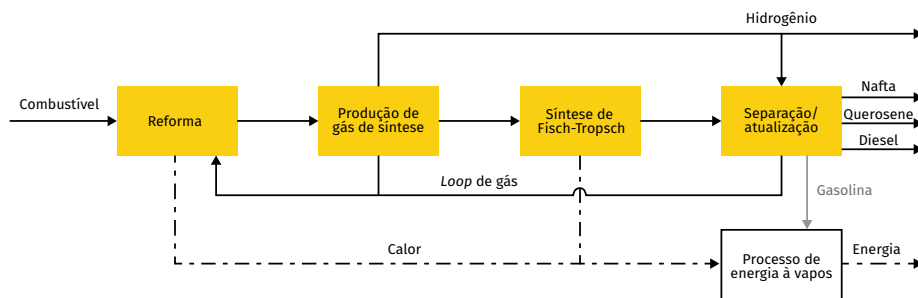 Hidrogênio
Combustível
Reforma
Produção de
gás de síntese
Síntese de
Fisch-Tropsch
Separação/
atualização
Nafta
Querosene
Diesel
Loop de gás
Gasolina
Calor
Processo de
energia à vapos
Energia